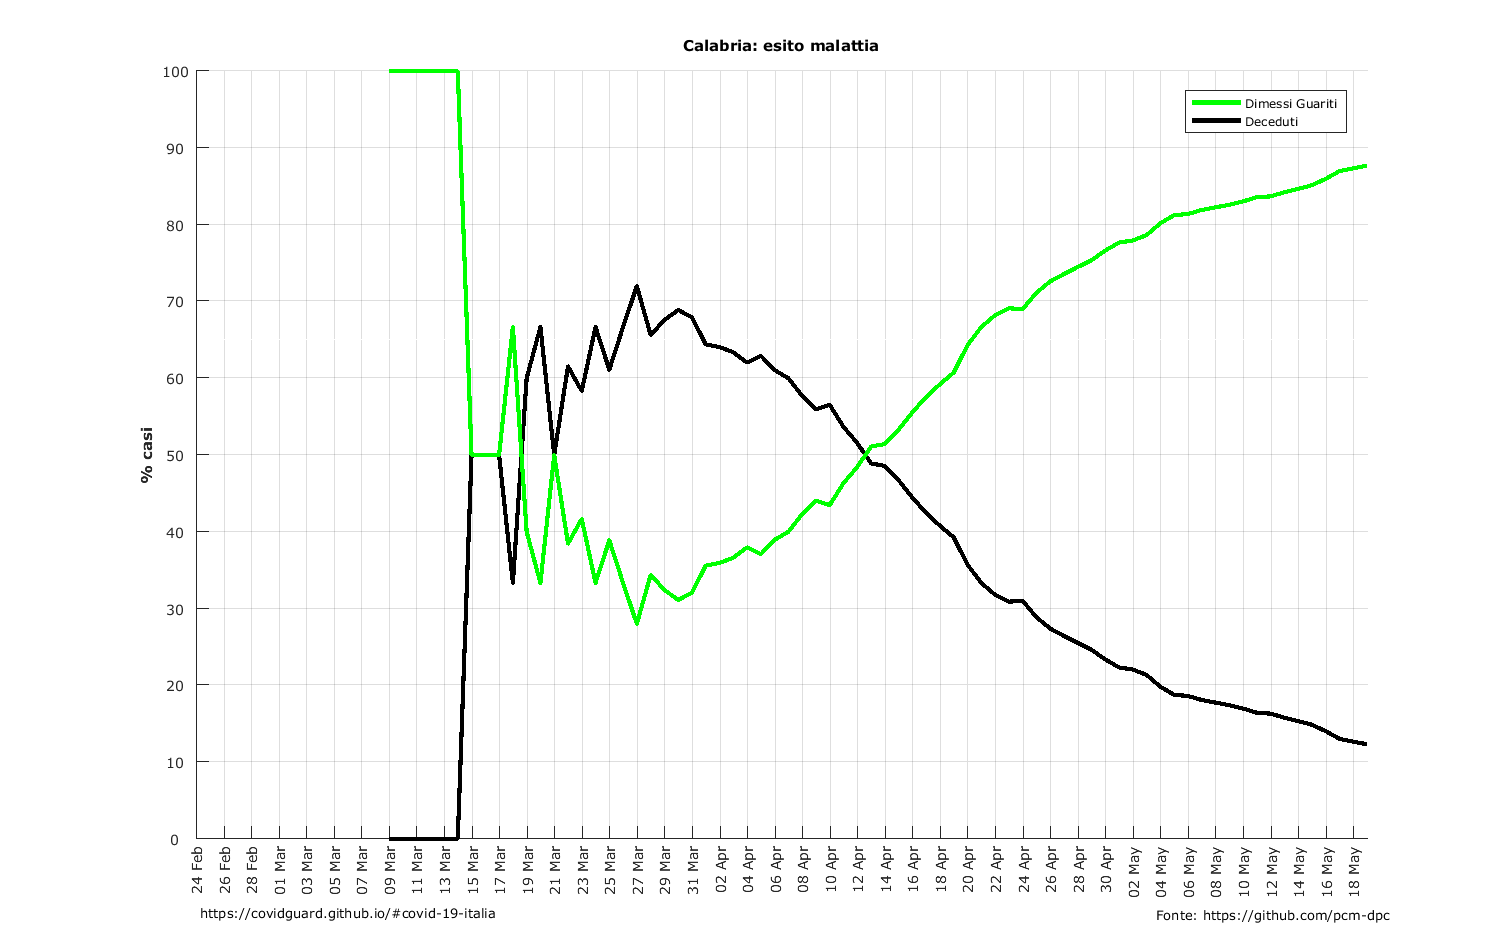 Calabria: esito malattia
100
90
80
70
60
50
40
30
20
10
0
% casi
Dimessi Guariti
Deceduti
24 Feb
26 Feb
28 Feb
01 Mar
03 Mar
05 Mar
07 Mar
09 Mar
11 Mar
13 Mar
15 Mar
17 Mar
19 Mar
21 Mar
23 Mar
25 Mar
27 Mar
29 Mar
31 Mar
02 Apr
04 Apr
06 Apr
08 Apr
10 Apr
12 Apr
14 Apr
16 Apr
18 Apr
20 Apr
22 Apr
24 Apr
26 Apr
28 Apr
30 Apr
02 May
04 May
06 May
08 May
10 May
12 May
14 May
16 May
18 May
https://covidguard.github.io/#covid-19-italia
Fonte: https://github.com/pcm-dpc